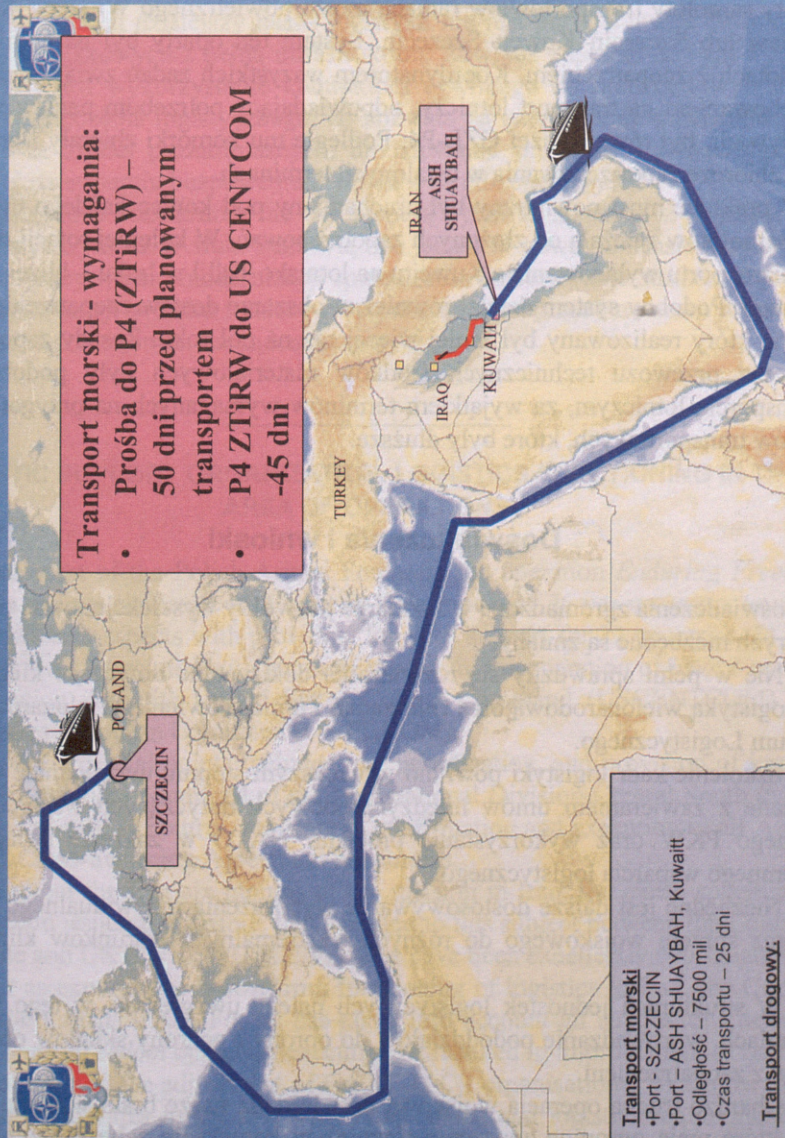 Transport morski - wymagania:
• Prośba do P4 (ZTiRW) –
50 dni przed planowanym
transportem
• P4 ZTiRW do US CENTCOM
-45 dni
POLAND
SZCZECIN
TURKEY
IRAN
ASH
SHUAYBAH
IRAQ
KUWAIT
Transport morski
•Port - SZCZECIN
•Port – ASH SHUAYBAH, Kuwaitt
•Odległość – 7500 mil
•Czas transportu – 25 dni
Transport drogowy: